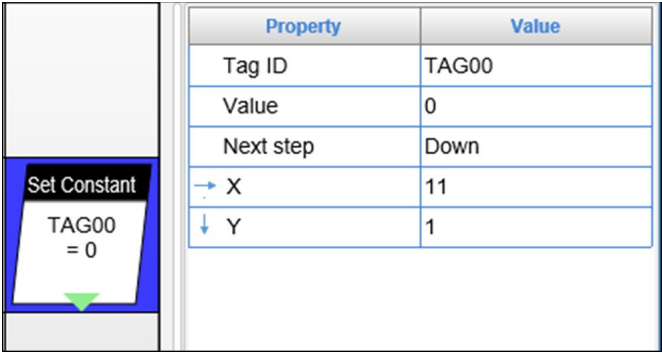 Property Value
Tag ID TAG00
Value 0
Next step Down
X 11
Y 1
Set Constant
TAG00
= 0